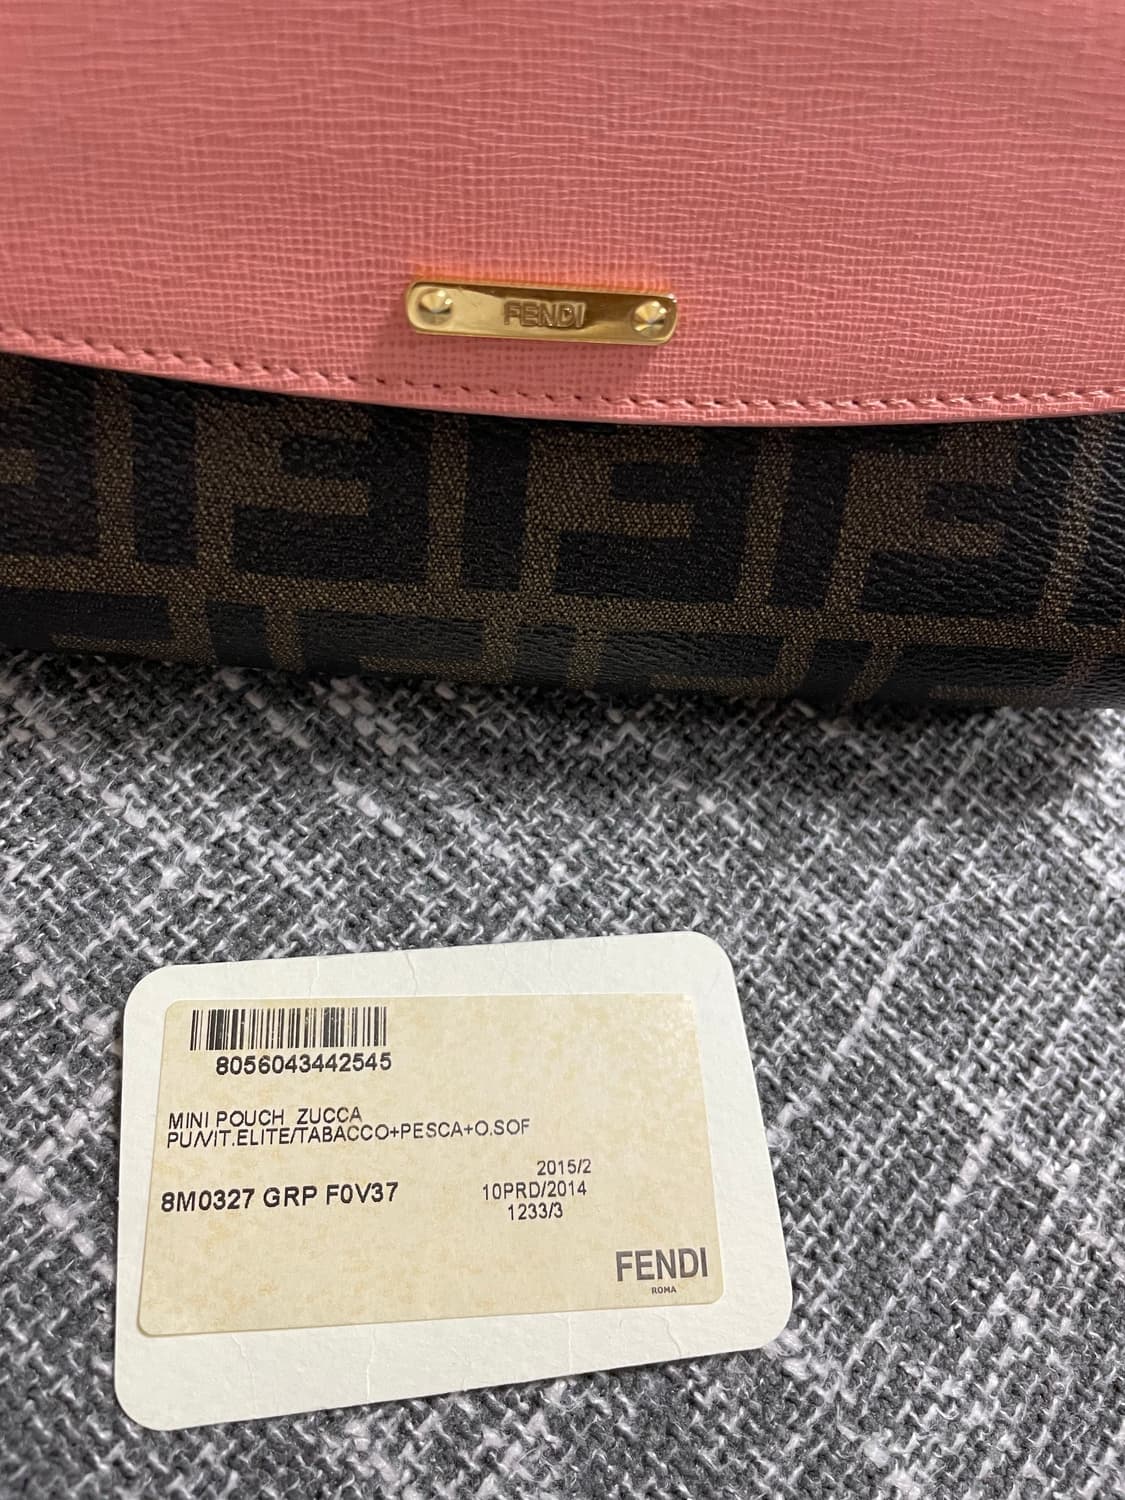 FENDI
8056043442545
MINI POUCH ZUCCA
PU/VIT.ELITE/TABACCO+PESCA+O.SOF
2015/2
8M0327 GRP F0V37
10PRD/2014
1233/3
FENDI
ROMA